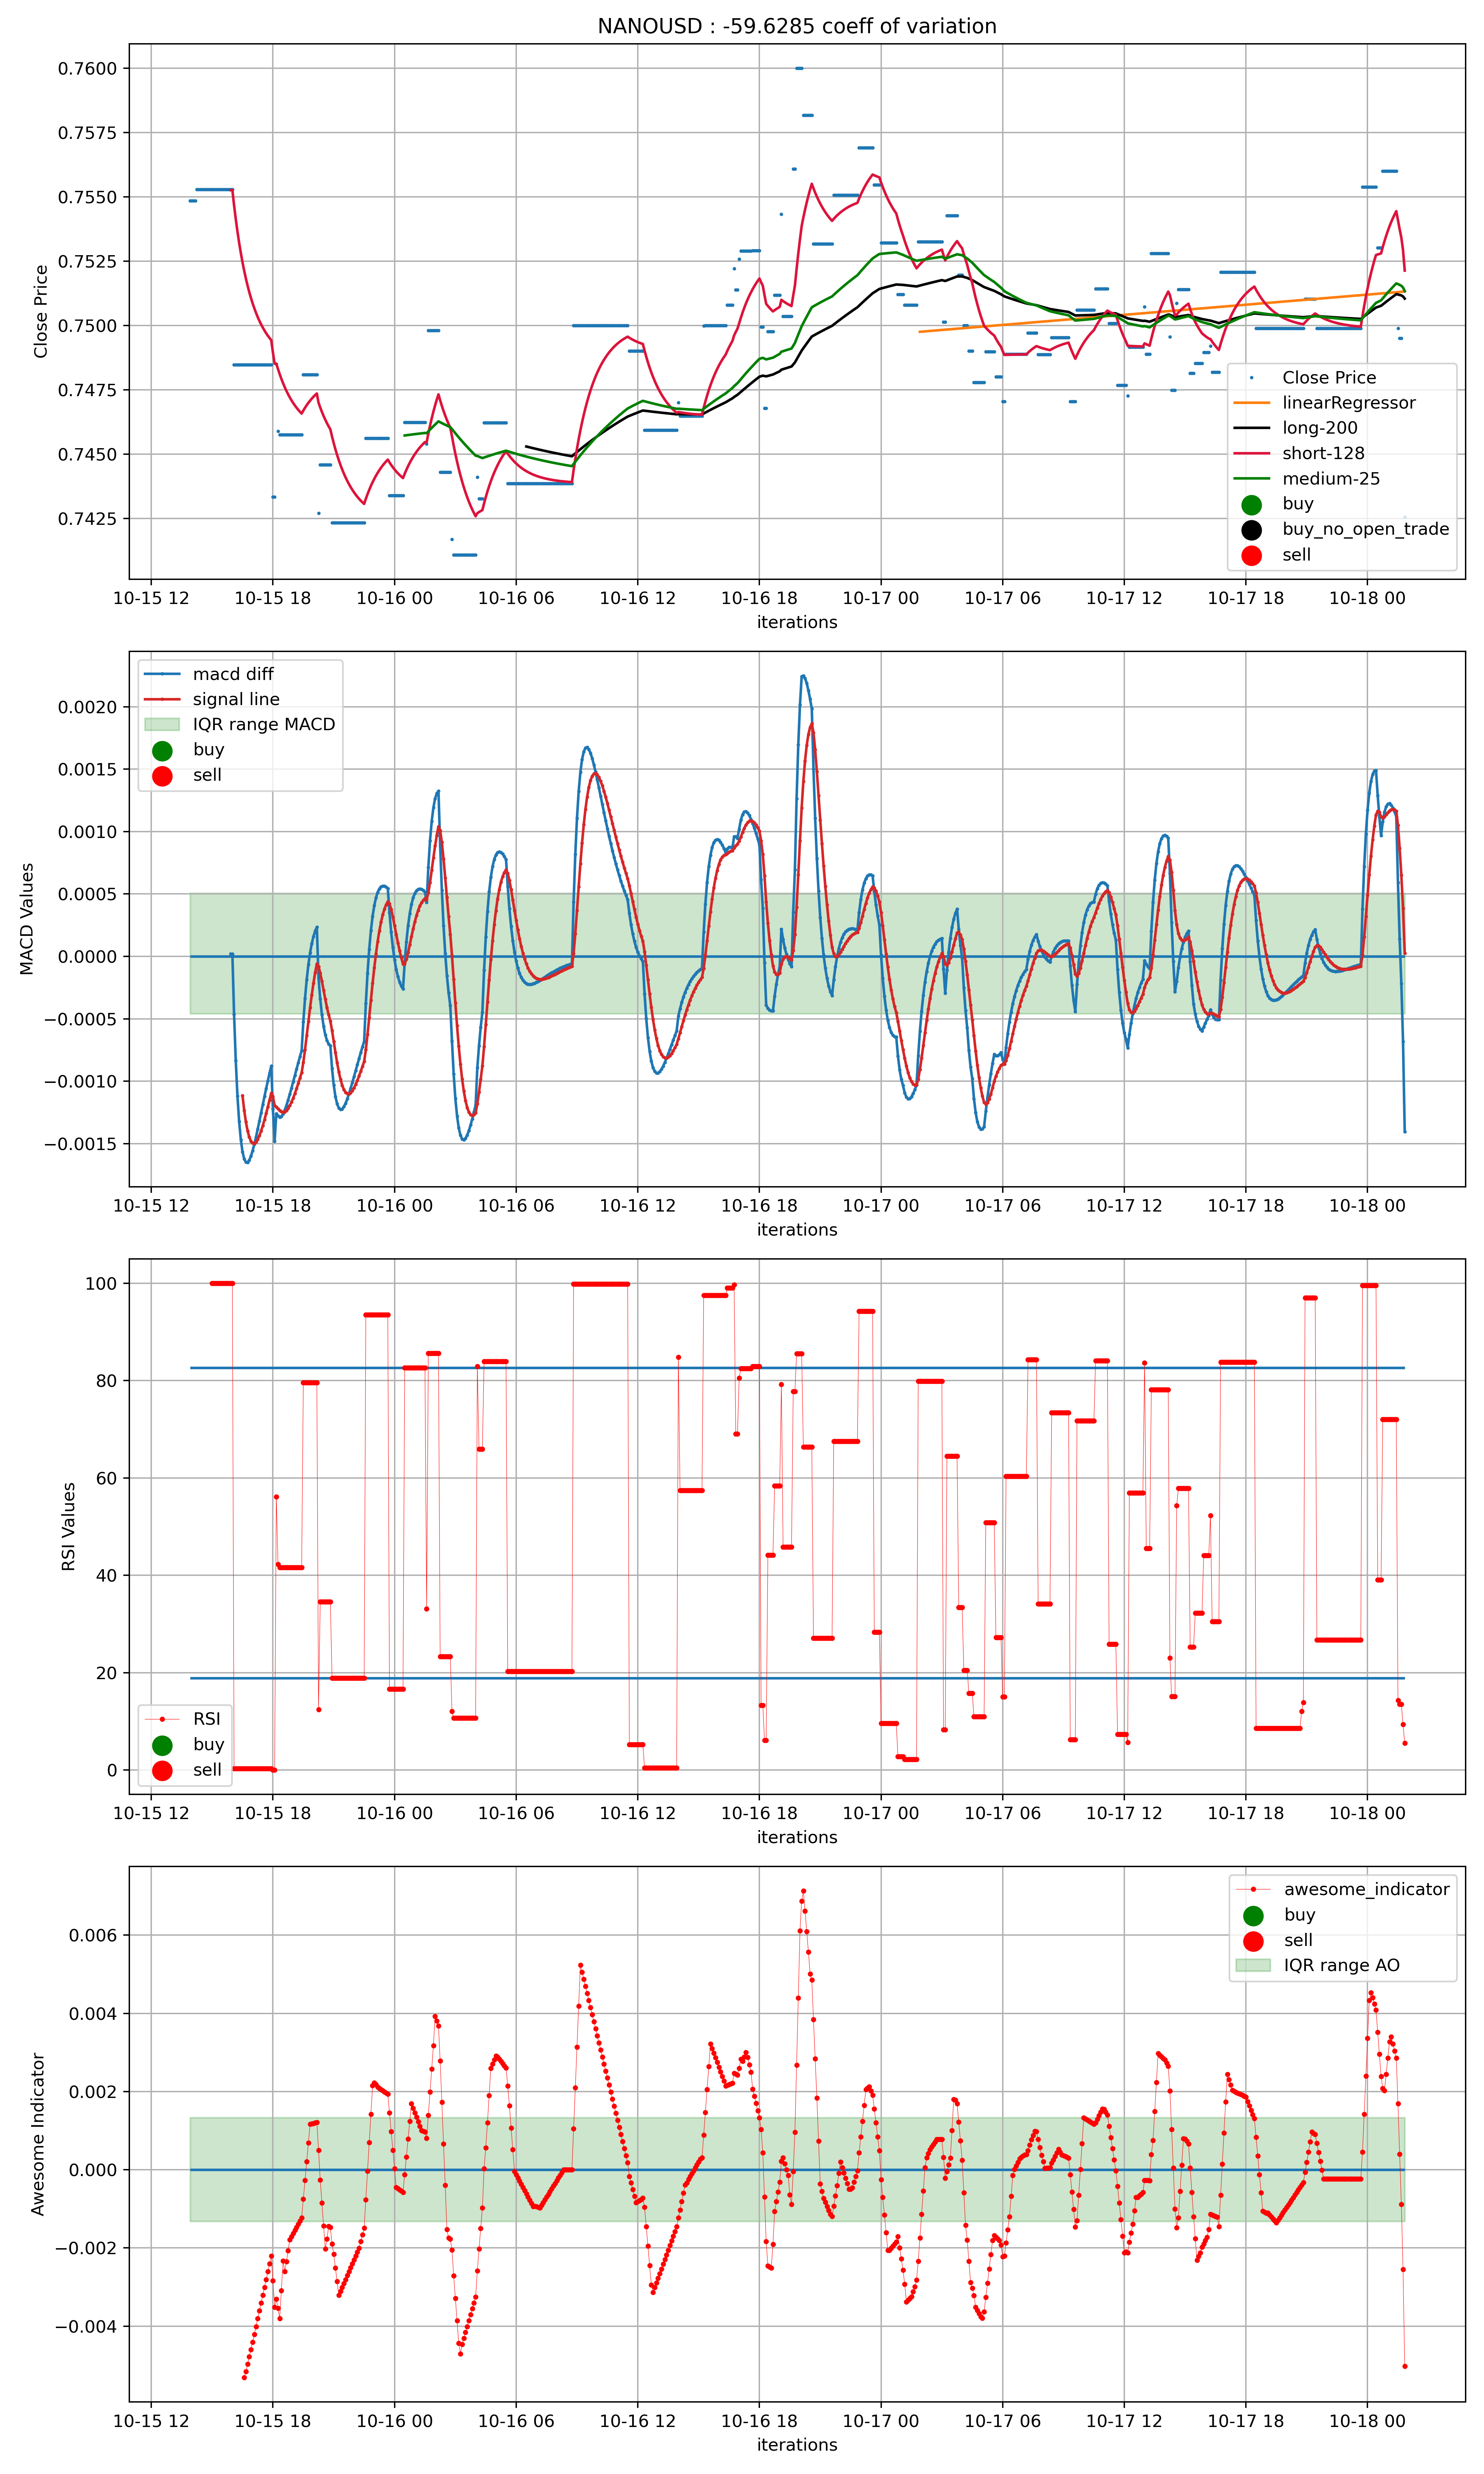 NANOUSD : -59.6285 coeff of variation
0.7600
0.7575
0.7550
0.7525
0.7500
0.7475
0.7450
0.7425
Close Price
Close Price
linearRegressor
long-200
short-128
medium-25
buy
buy_no_open_trade
sell
10-15 12 10-15 18 10-16 00 10-16 06 10-16 12 10-16 18 10-17 00 10-17 06 10-17 12 10-17 18 10-18 00
iterations
macd diff
signal line
IQR range MACD
buy
sell
0.0020
0.0015
0.0010
0.0005
0.0000
−0.0005
−0.0010
−0.0015
MACD Values
10-15 12 10-15 18 10-16 00 10-16 06 10-16 12 10-16 18 10-17 00 10-17 06 10-17 12 10-17 18 10-18 00
iterations
100
80
60
40
20
0
RSI Values
RSI
buy
sell
10-15 12 10-15 18 10-16 00 10-16 06 10-16 12 10-16 18 10-17 00 10-17 06 10-17 12 10-17 18 10-18 00
iterations
awesome_indicator
buy
sell
IQR range AO
0.006
0.004
0.002
0.000
−0.002
−0.004
Awesome Indicator
10-15 12 10-15 18 10-16 00 10-16 06 10-16 12 10-16 18 10-17 00 10-17 06 10-17 12 10-17 18 10-18 00
iterations